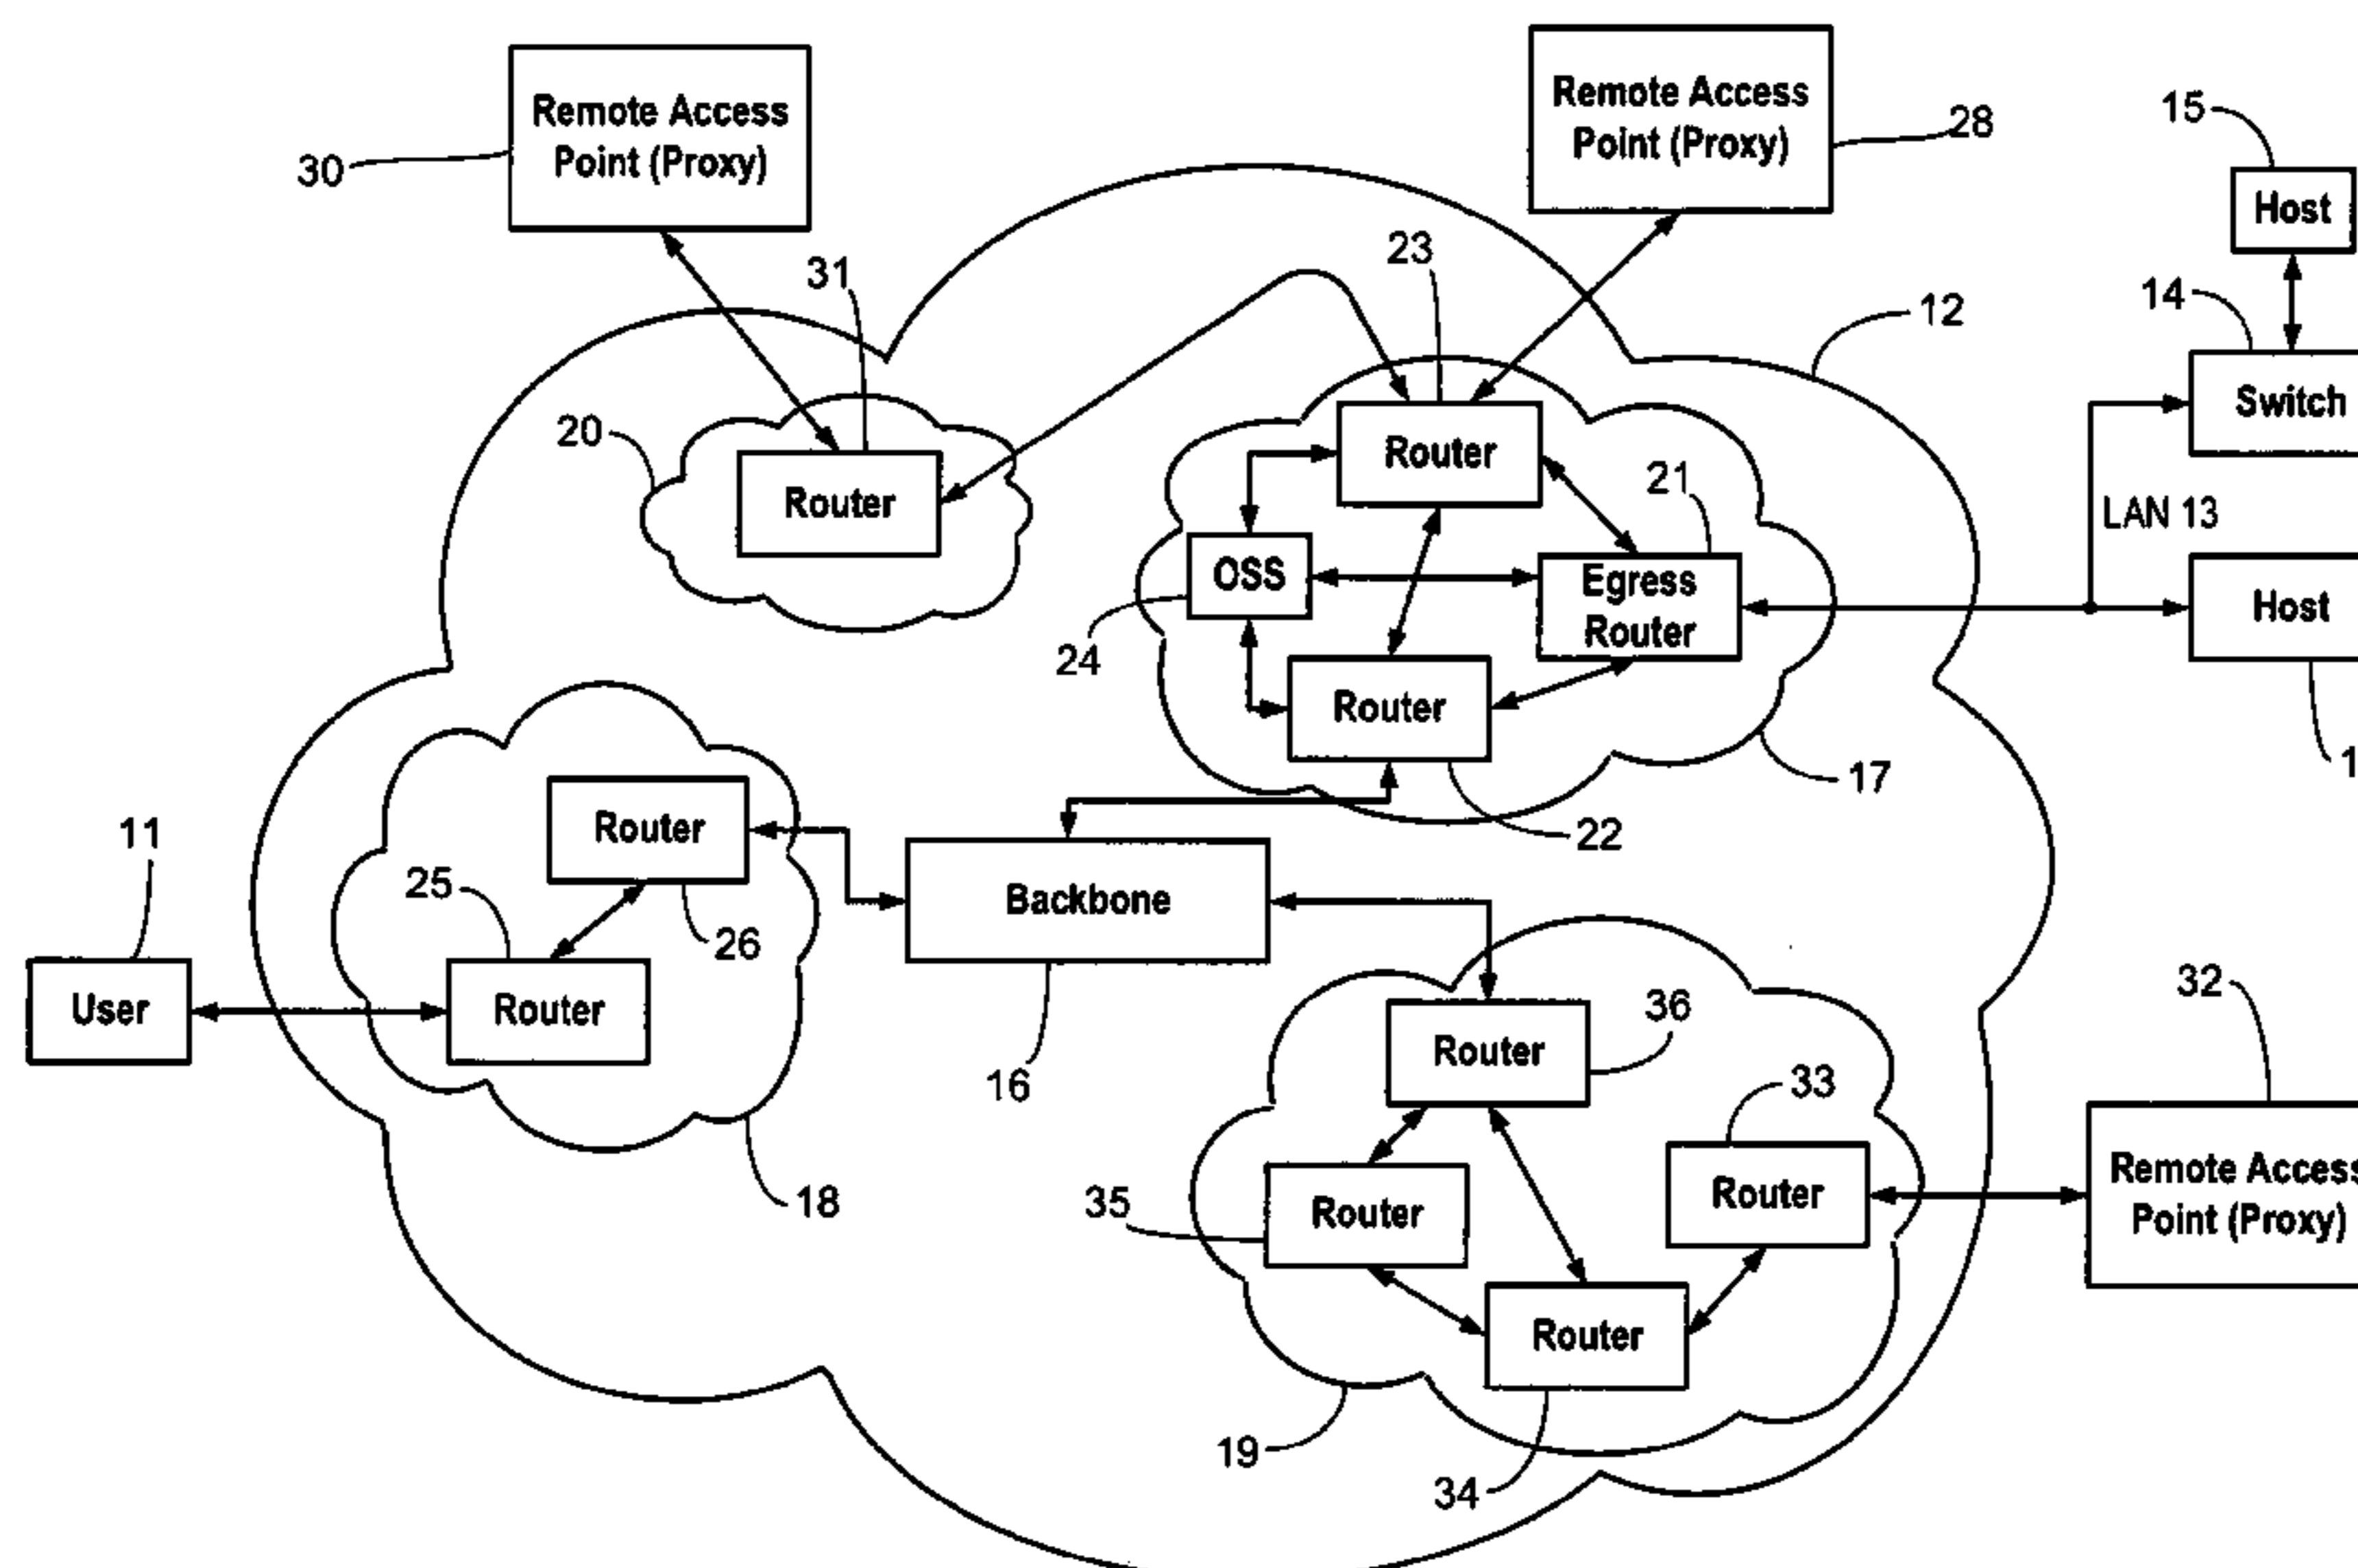 Remote Access
Point (Proxy)
30
Remote Access
Point (Proxy)
28
15
Host
23
31
14
12
Switch
20
Router
21
Router
LAN 13
OSS
Egress
Router
Host
24
Router
17
1
Router
22
11
25
Backbone
26
User
Router
32
36
16
Router
33
18
35
Router
Router
Remote Access
Point (Proxy)
Router
19
34